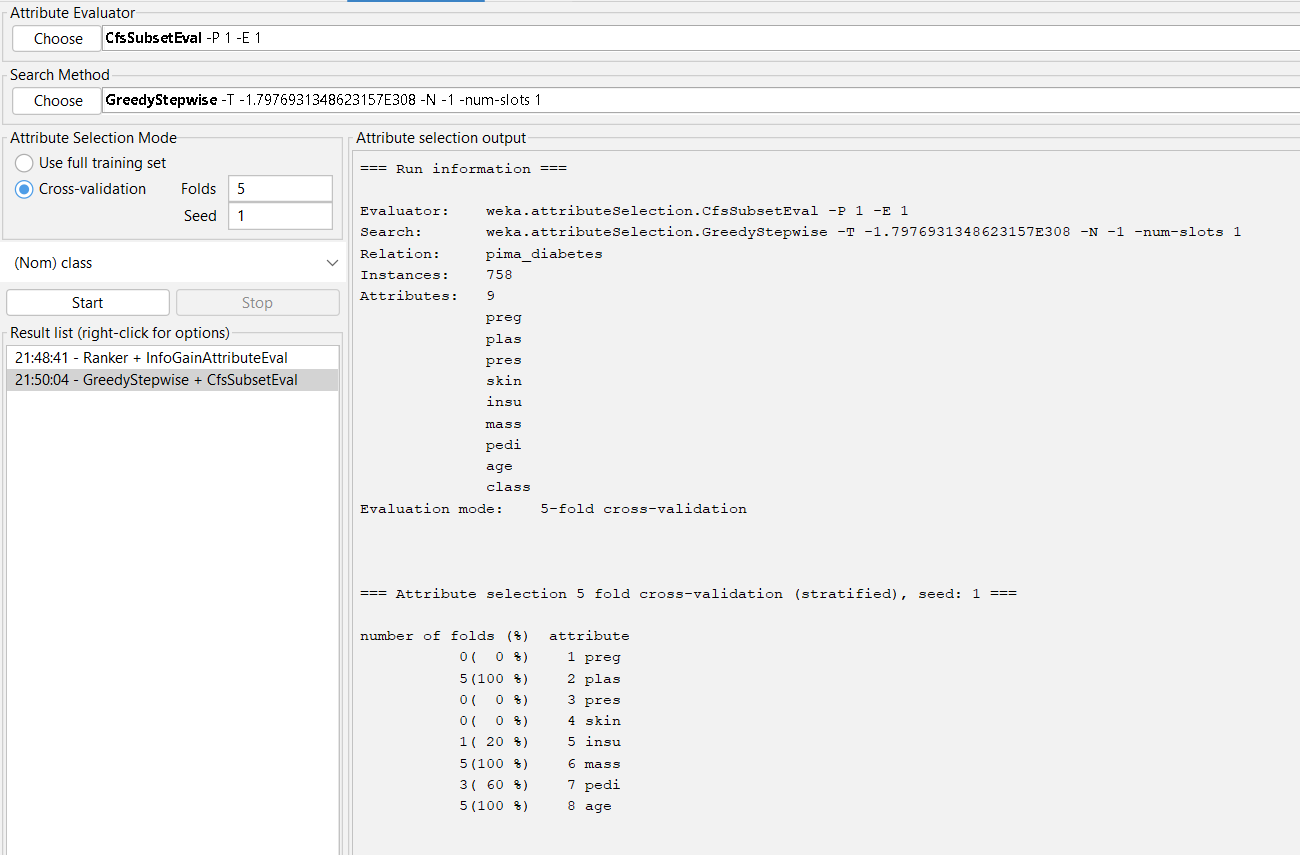 Attribute Evaluator
Choose CfsSubsetEval -P 1 -E 1
Search Method
Choose GreedyStepwise -T -1.7976931348623157E308 -N -1 -num-slots 1
Attribute Selection Mode
Use full training set
Cross-validation Folds 5
Seed 1
(Nom) class
Start Stop
Result list (right-click for options)
21:48:41 - Ranker + InfoGainAttributeEval
21:50:04 - GreedyStepwise + CfsSubsetEval
Attribute selection output
=== Run information ===
Evaluator: weka.attributeSelection.CfsSubsetEval -P 1 -E 1
Search: weka.attributeSelection.GreedyStepwise -T -1.7976931348623157E308 -N -1 -num-slots 1
Relation: pima_diabetes
Instances: 758
Attributes: 9
preg
plas
pres
skin
insu
mass
pedi
age
class
Evaluation mode: 5-fold cross-validation
=== Attribute selection 5 fold cross-validation (stratified), seed: 1 ===
number of folds (%) attribute
0( 0 %) 1 preg
5(100 %) 2 plas
0( 0 %) 3 pres
0( 0 %) 4 skin
1( 20 %) 5 insu
5(100 %) 6 mass
3( 60 %) 7 pedi
5(100 %) 8 age